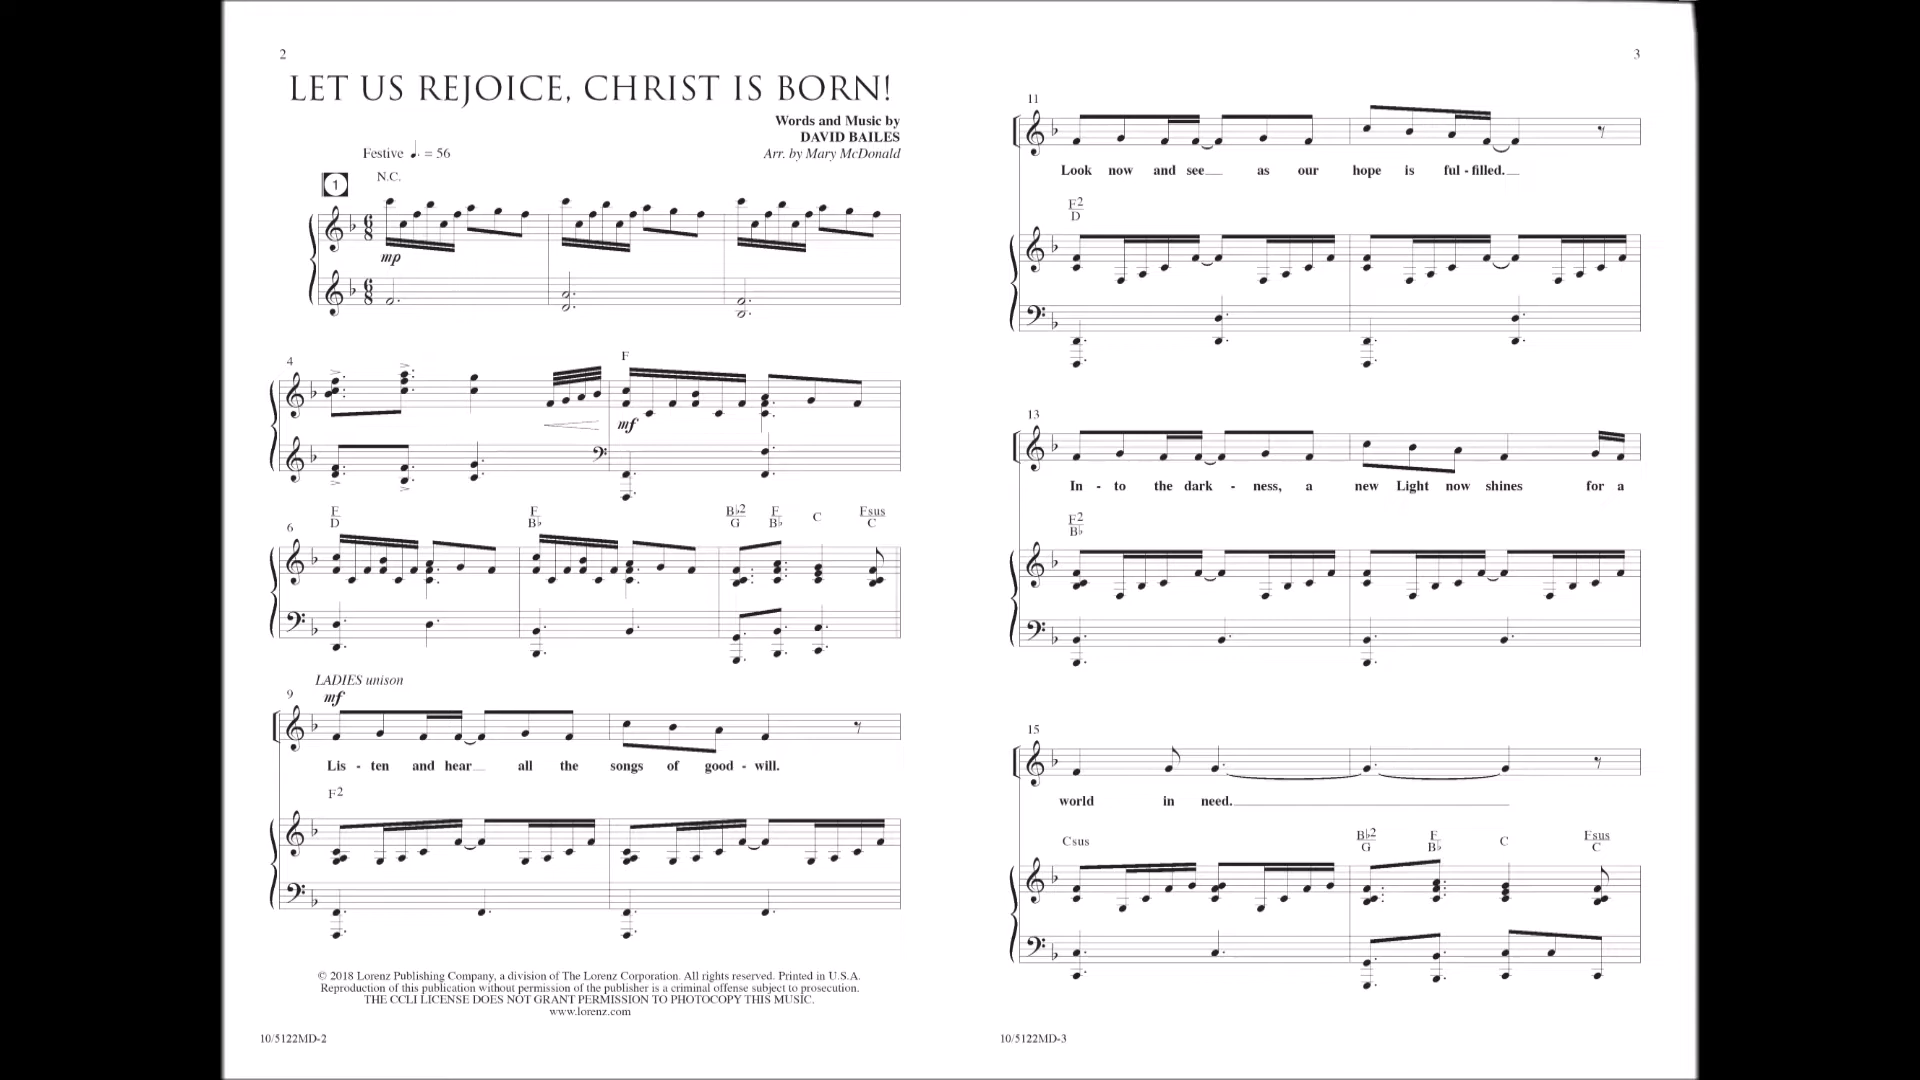 2
LET US REJOICE, CHRIST IS BORN!
Words and Music by
DAVID BAILES
Arr. by Mary McDonald
Festive ♩. = 56
1
N.C.
6
8
mp
6
8
4
F
mf
6
F
D
F
B♭
B♭2
G
F
B♭
C
Fsus
C
LADIES unison
9
mf
Lis - ten and hear all the songs of good - will.
F2
© 2018 Lorenz Publishing Company, a division of The Lorenz Corporation. All rights reserved. Printed in U.S.A.
Reproduction of this publication without permission of the publisher is a criminal offense subject to prosecution.
THE CCLI LICENSE DOES NOT GRANT PERMISSION TO PHOTOCOPY THIS MUSIC.
www.lorenz.com
10/5122MD-2
3
11
Look now and see as our hope is ful - filled.
F2
D
13
In - to the dark - ness, a new Light now shines for a
F2
B♭
15
world in need.
Csus
B♭2
G
F
B♭
C
Fsus
C
10/5122MD-3